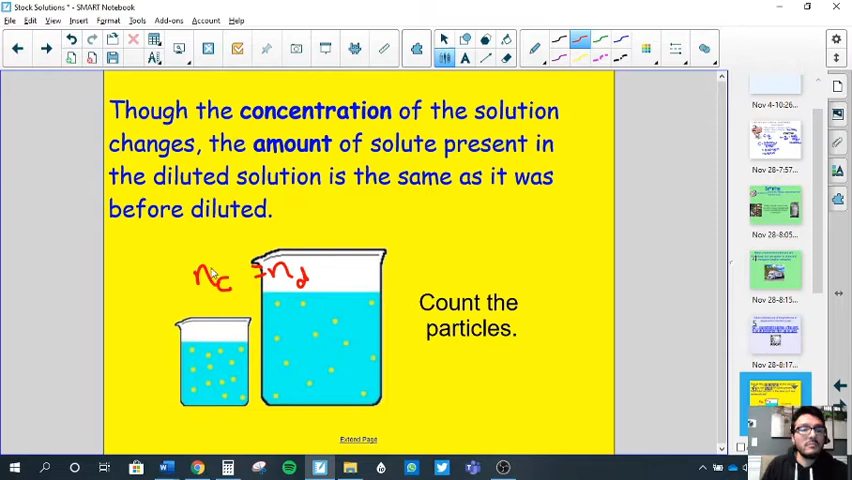 Stock Solutions * - SMART Notebook
File Edit View Insert Format Tools Add-ons Account Help
Though the concentration of the solution
changes, the amount of solute present in
the diluted solution is the same as it was
before diluted.
nc = nd
Count the
particles.
Extend Page
Nov 4-10:26...
Nov 28-7:57...
Nov 28-8:05...
Nov 28-8:15...
Nov 28-8:17...